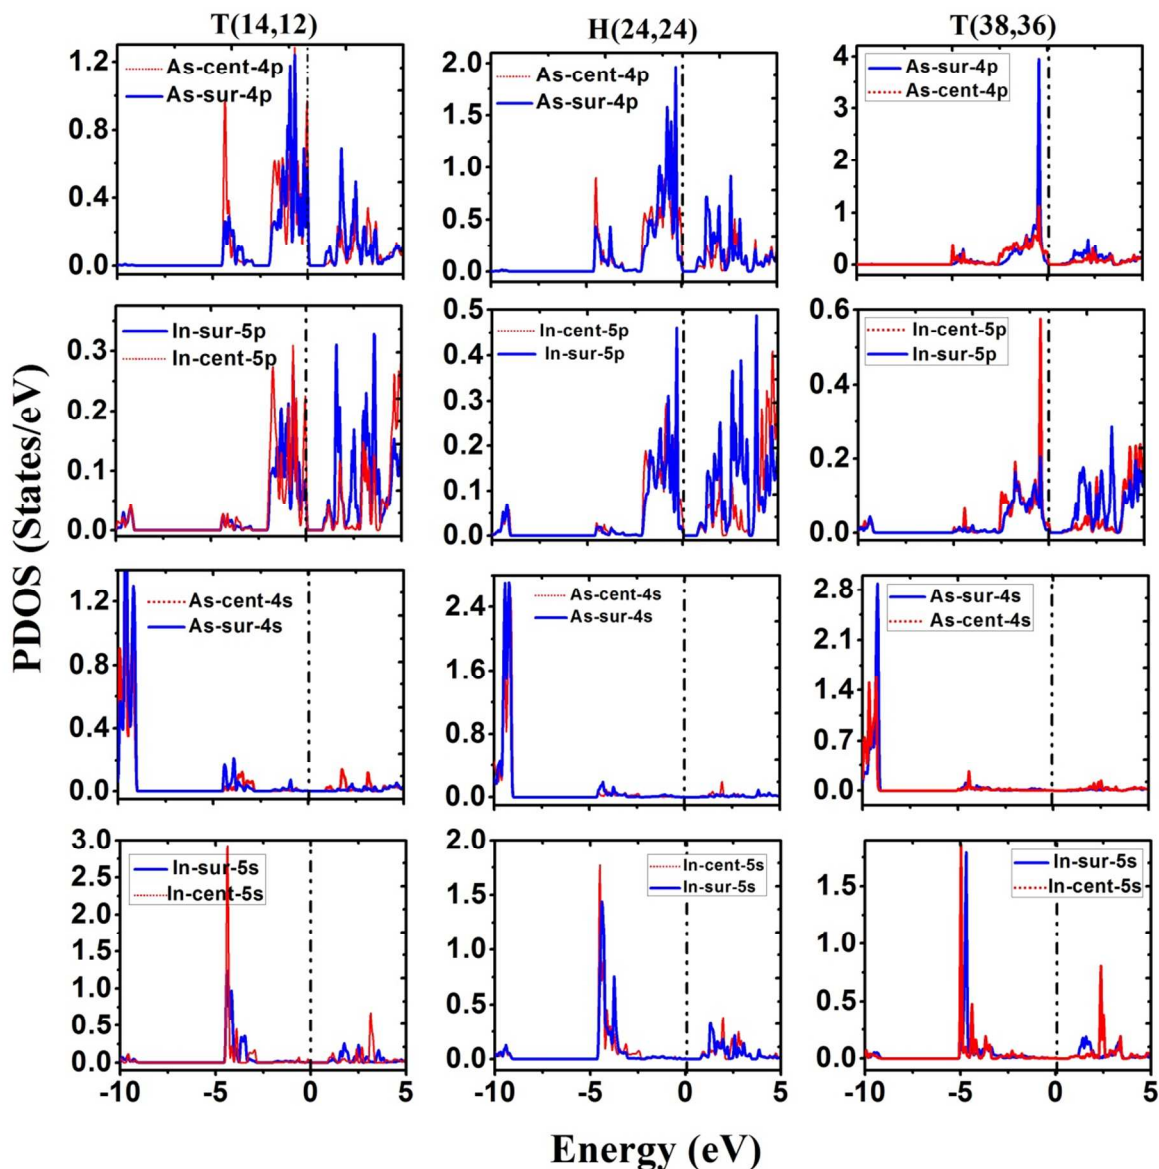 T(14,12)
H(24,24)
T(38,36)
As-cent-4p
As-sur-4p
1.2
0.8
0.4
0.0
As-cent-4p
As-sur-4p
2.0
1.5
1.0
0.5
0.0
As-sur-4p
As-cent-4p
4
3
2
1
0
In-sur-5p
In-cent-5p
0.3
0.2
0.1
0.0
In-cent-5p
In-sur-5p
0.5
0.4
0.3
0.2
0.1
0.0
In-cent-5p
In-sur-5p
0.6
0.4
0.2
0.0
As-cent-4s
As-sur-4s
1.2
0.8
0.4
0.0
As-cent-4s
As-sur-4s
2.4
1.6
0.8
0.0
As-sur-4s
As-cent-4s
2.8
2.1
1.4
0.7
0.0
In-sur-5s
In-cent-5s
3.0
2.5
2.0
1.5
1.0
0.5
0.0
In-cent-5s
In-sur-5s
2.0
1.5
1.0
0.5
0.0
In-sur-5s
In-cent-5s
1.5
1.0
0.5
0.0
-10 -5 0 5
-10 -5 0 5
-10 -5 0 5
PDOS (States/eV)
Energy (eV)